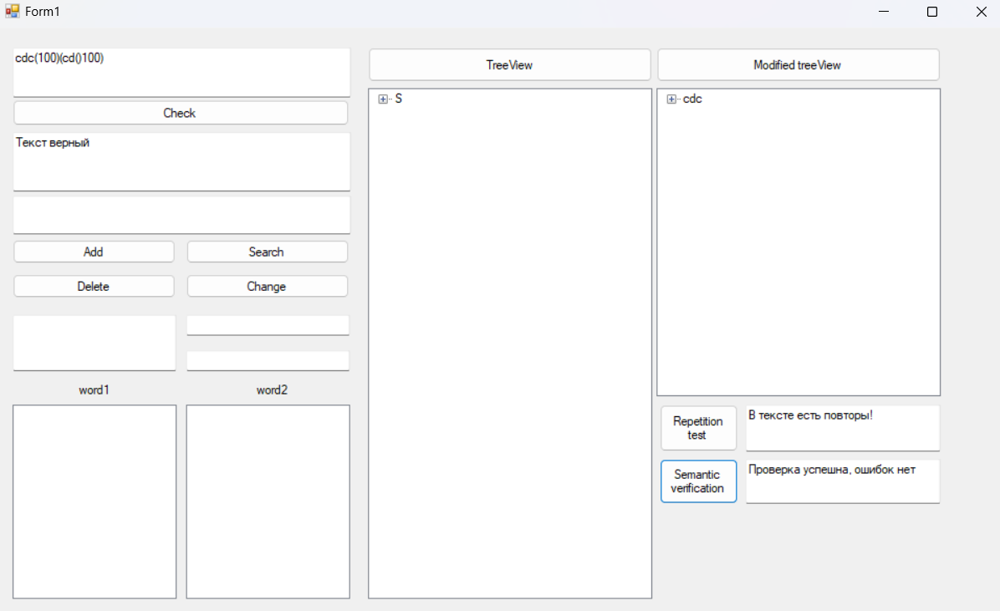 Form1
cdc(100)(cd()100)
Check
Текст верный
Add
Search
Delete
Change
word1
word2
TreeView
S
Modified treeView
cdc
Repetition
test
В тексте есть повторы!
Semantic
verification
Проверка успешна, ошибок нет